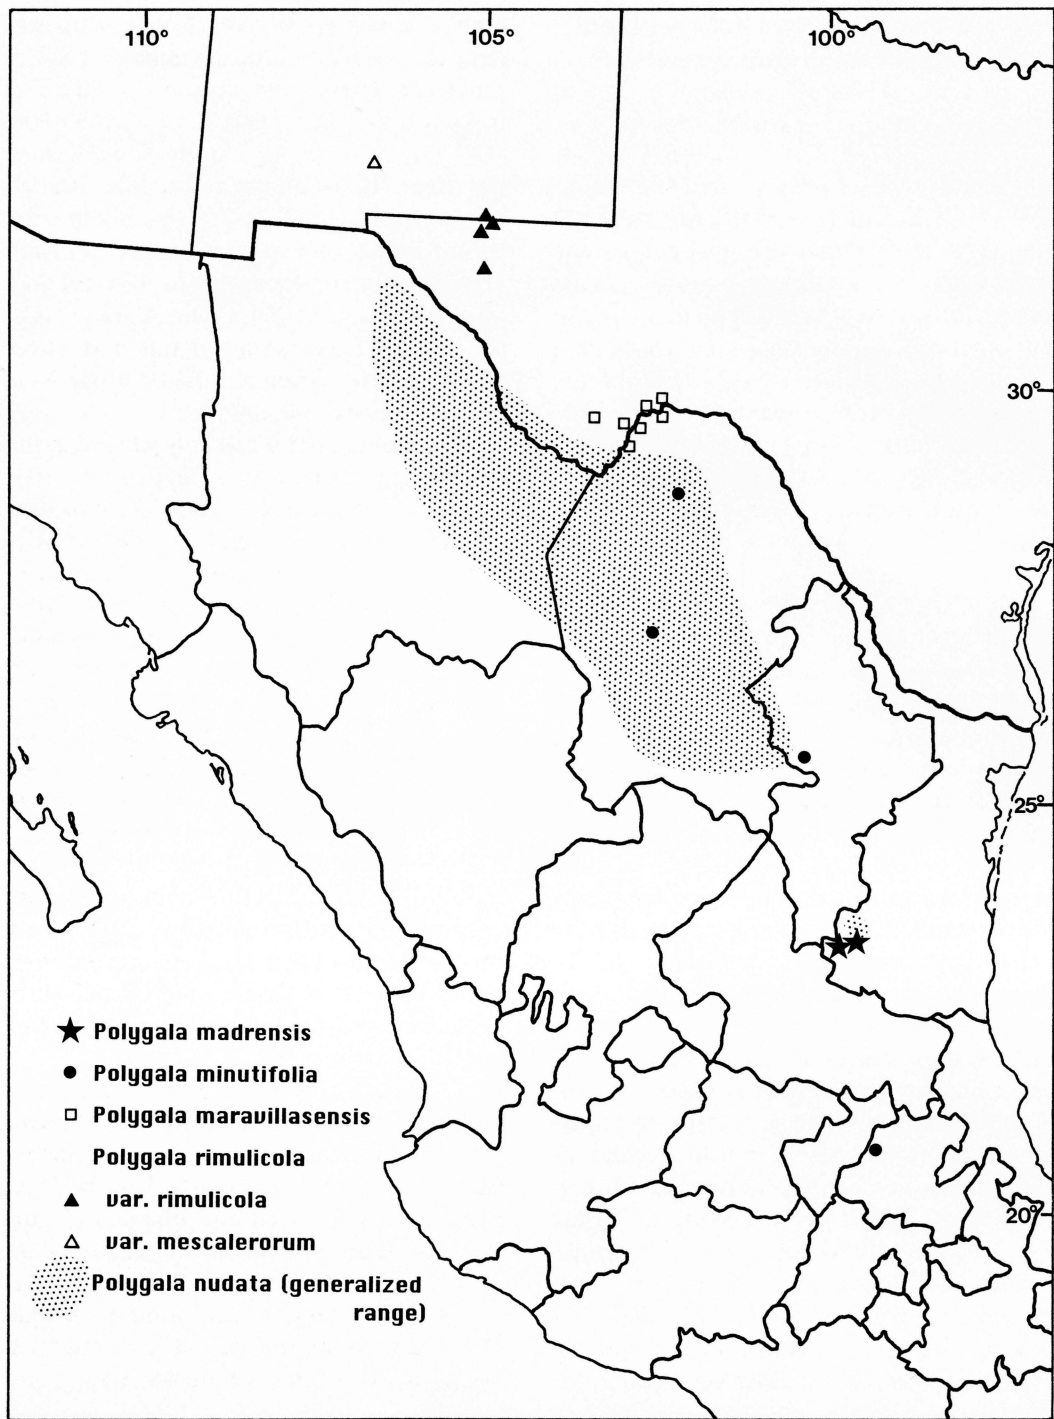 110° 105° 100°
30°
25°
20°
Polygala madrensis
Polygala minutifolia
Polygala maravillasensis
Polygala rimulicola
var. rimulicola
var. mescalerorum
Polygala nudata (generalized
range)